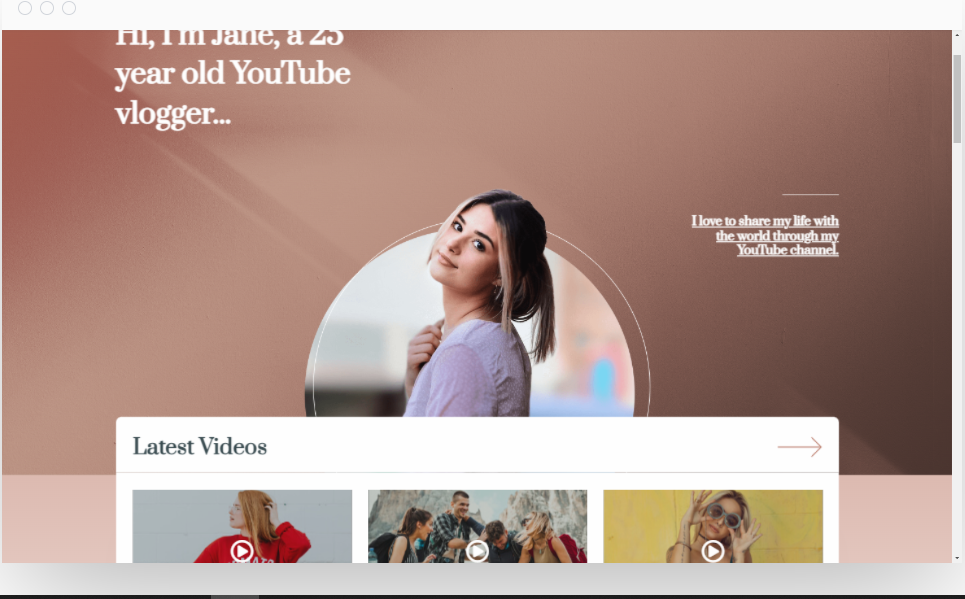 Hi, I'm Jane, a 25
year old YouTube
vlogger...
I love to share my life with
the world through my
YouTube channel.
Latest Videos